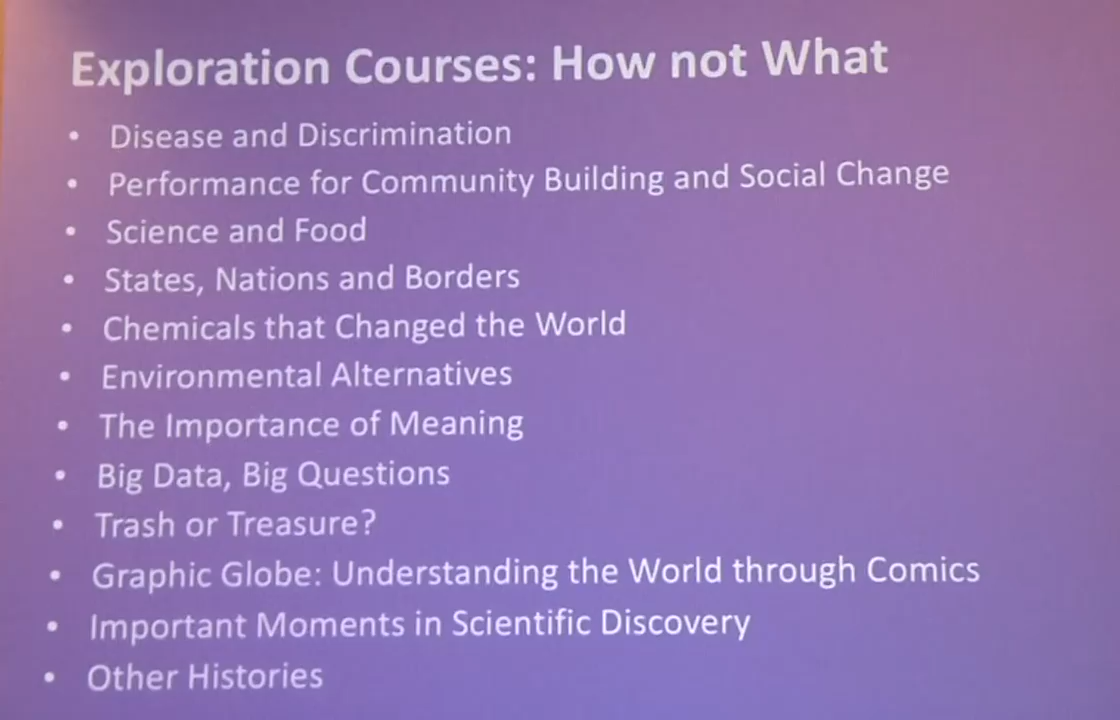 Exploration Courses: How not What
• Disease and Discrimination
• Performance for Community Building and Social Change
• Science and Food
• States, Nations and Borders
• Chemicals that Changed the World
• Environmental Alternatives
• The Importance of Meaning
• Big Data, Big Questions
• Trash or Treasure?
• Graphic Globe: Understanding the World through Comics
• Important Moments in Scientific Discovery
• Other Histories